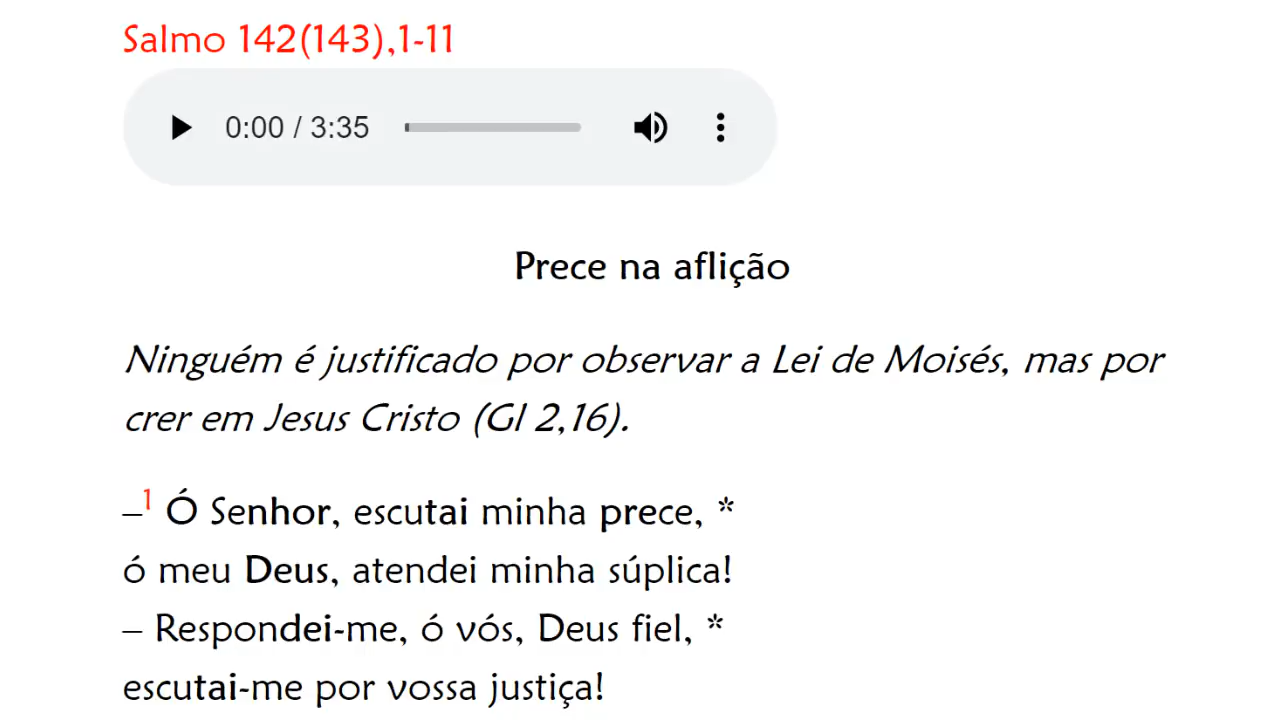 Salmo 142(143),1-11
0:00 / 3:35
Prece na aflição
Ninguém é justificado por observar a Lei de Moisés, mas por
crer em Jesus Cristo (Gl 2,16).
–1 Ó Senhor, escutai minha prece, *
ó meu Deus, atendei minha súplica!
– Respondei-me, ó vós, Deus fiel, *
escutai-me por vossa justiça!